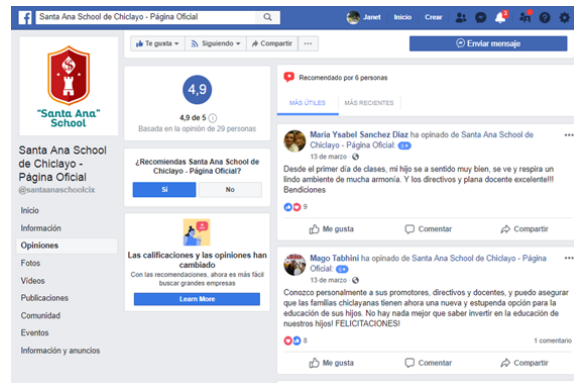 Santa Ana School de Chiclayo - Página Oficial
Janet Inicio Crear
Te gusta Siguiendo Compartir ...
Enviar mensaje
"Santa Ana"
School
Santa Ana School
de Chiclayo -
Página Oficial
@santaanaschoolcix
Inicio
Información
Opiniones
Fotos
Vídeos
Publicaciones
Comunidad
Eventos
Información y anuncios
4,9
4,9 de 5
Basada en la opinión de 29 personas
¿Recomiendas Santa Ana School de
Chiclayo - Página Oficial?
Sí No
Las calificaciones y las opiniones han
cambiado
Con las recomendaciones, ahora es más fácil
buscar grandes empresas
Learn More
Recomendado por 6 personas
MÁS ÚTILES MÁS RECIENTES
Maria Ysabel Sanchez Diaz ha opinado de Santa Ana School de
Chiclayo - Página Oficial:
13 de marzo ·
Desde el primer día de clases, mi hijo se a sentido muy bien, se ve y respira un
lindo ambiente de mucha armonía. Y los directivos y plana docente excelente!!!
Bendiciones
9
Me gusta Comentar Compartir
Mago Tabhini ha opinado de Santa Ana School de Chiclayo - Página
Oficial:
13 de marzo ·
Conozco personalmente a sus promotores, directivos y docentes, y puedo asegurar
que las familias chiclayanas tienen ahora una nueva y estupenda opción para la
educación de sus hijos. No hay nada mejor que saber invertir en la educación de
nuestros hijos! FELICITACIONES!
8 1 comentario
Me gusta Comentar Compartir